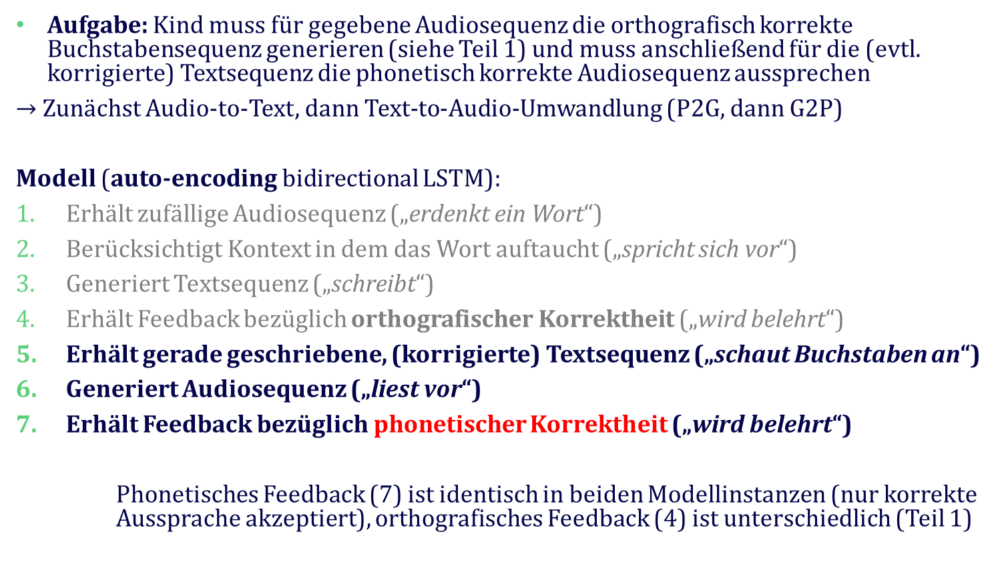 • Aufgabe: Kind muss für gegebene Audiosequenz die orthografisch korrekte
Buchstabensequenz generieren (siehe Teil 1) und muss anschließend für die (evtl.
korrigierte) Textsequenz die phonetisch korrekte Audiosequenz aussprechen
→ Zunächst Audio-to-Text, dann Text-to-Audio-Umwandlung (P2G, dann G2P)
Modell (auto-encoding bidirectional LSTM):
1. Erhält zufällige Audiosequenz („erdenkt ein Wort“)
2. Berücksichtigt Kontext in dem das Wort auftaucht („spricht sich vor“)
3. Generiert Textsequenz („schreibt“)
4. Erhält Feedback bezüglich orthografischer Korrektheit („wird belehrt“)
5. Erhält gerade geschriebene, (korrigierte) Textsequenz („schaut Buchstaben an“)
6. Generiert Audiosequenz („liest vor“)
7. Erhält Feedback bezüglich phonetischer Korrektheit („wird belehrt“)
Phonetisches Feedback (7) ist identisch in beiden Modellinstanzen (nur korrekte
Aussprache akzeptiert), orthografisches Feedback (4) ist unterschiedlich (Teil 1)